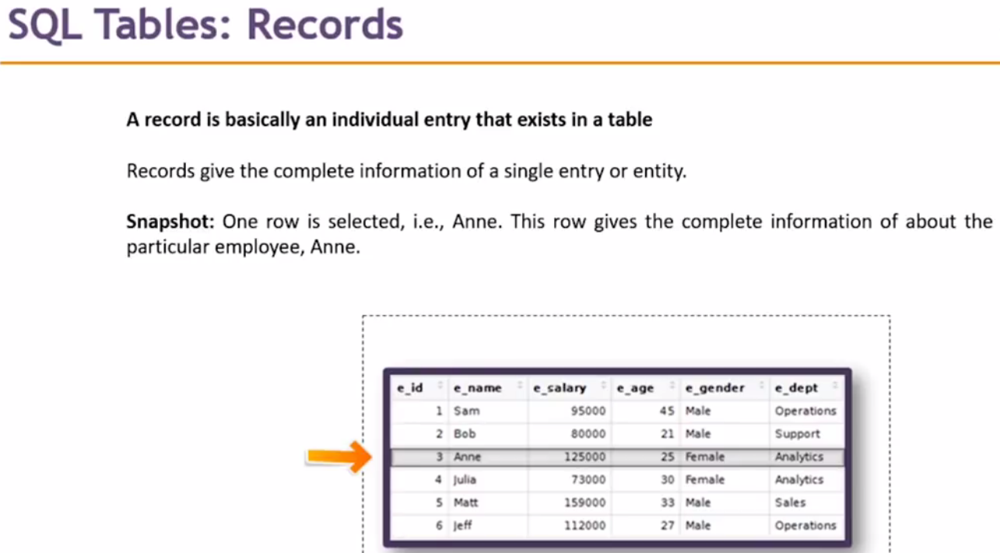 SQL Tables: Records
A record is basically an individual entry that exists in a table
Records give the complete information of a single entry or entity.
Snapshot: One row is selected, i.e., Anne. This row gives the complete information of about the
particular employee, Anne.
e_id e_name e_salary e_age e_gender e_dept
1 Sam 95000 45 Male Operations
2 Bob 80000 21 Male Support
3 Anne 125000 25 Female Analytics
4 Julia 73000 30 Female Analytics
5 Matt 159000 33 Male Sales
6 Jeff 112000 27 Male Operations